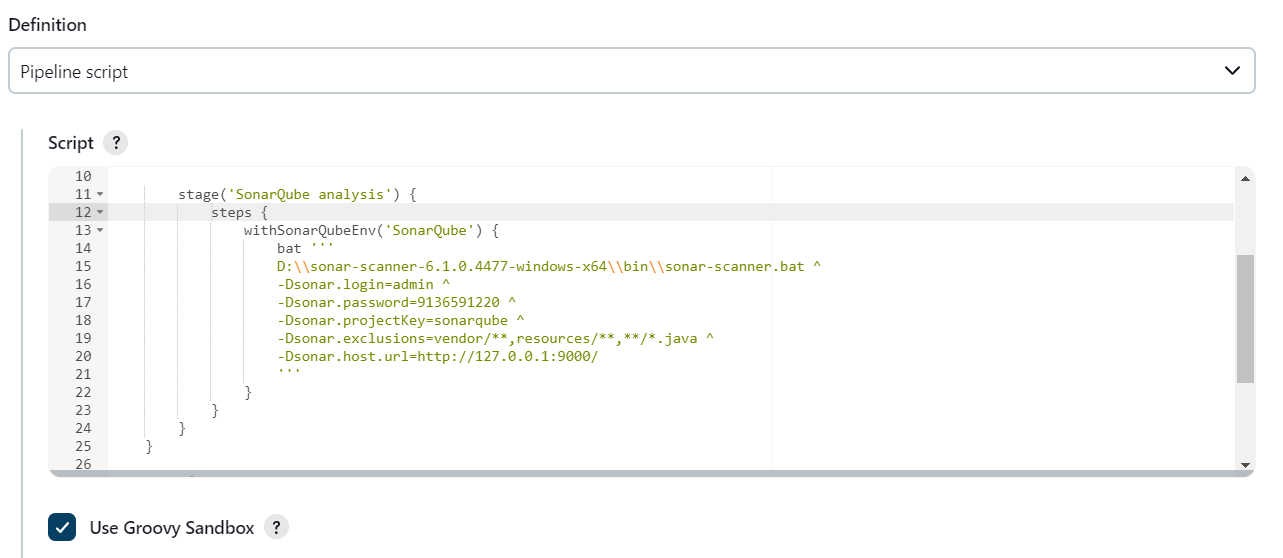 Definition
Pipeline script
Script ?
10
11 stage('SonarQube analysis') {
12 steps {
13 withSonarQubeEnv('SonarQube') {
14 bat '''
15 D:\\sonar-scanner-6.1.0.4477-windows-x64\\bin\\sonar-scanner.bat ^
16 -Dsonar.login=admin ^
17 -Dsonar.password=9136591220 ^
18 -Dsonar.projectKey=sonarqube ^
19 -Dsonar.exclusions=vendor/**,resources/**,**/*.java ^
20 -Dsonar.host.url=http://127.0.0.1:9000/
21 '''
22 }
23 }
24 }
25 }
26
Use Groovy Sandbox ?